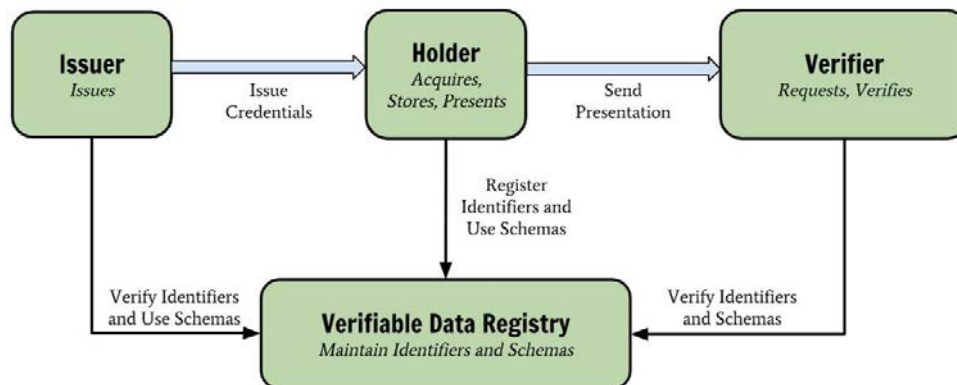 Issuer
Issues
Issue
Credentials
Holder
Acquires,
Stores, Presents
Send
Presentation
Verifier
Requests, Verifies
Register
Identifiers and
Use Schemas
Verify Identifiers
and Use Schemas
Verifiable Data Registry
Maintain Identifiers and Schemas
Verify Identifiers
and Schemas